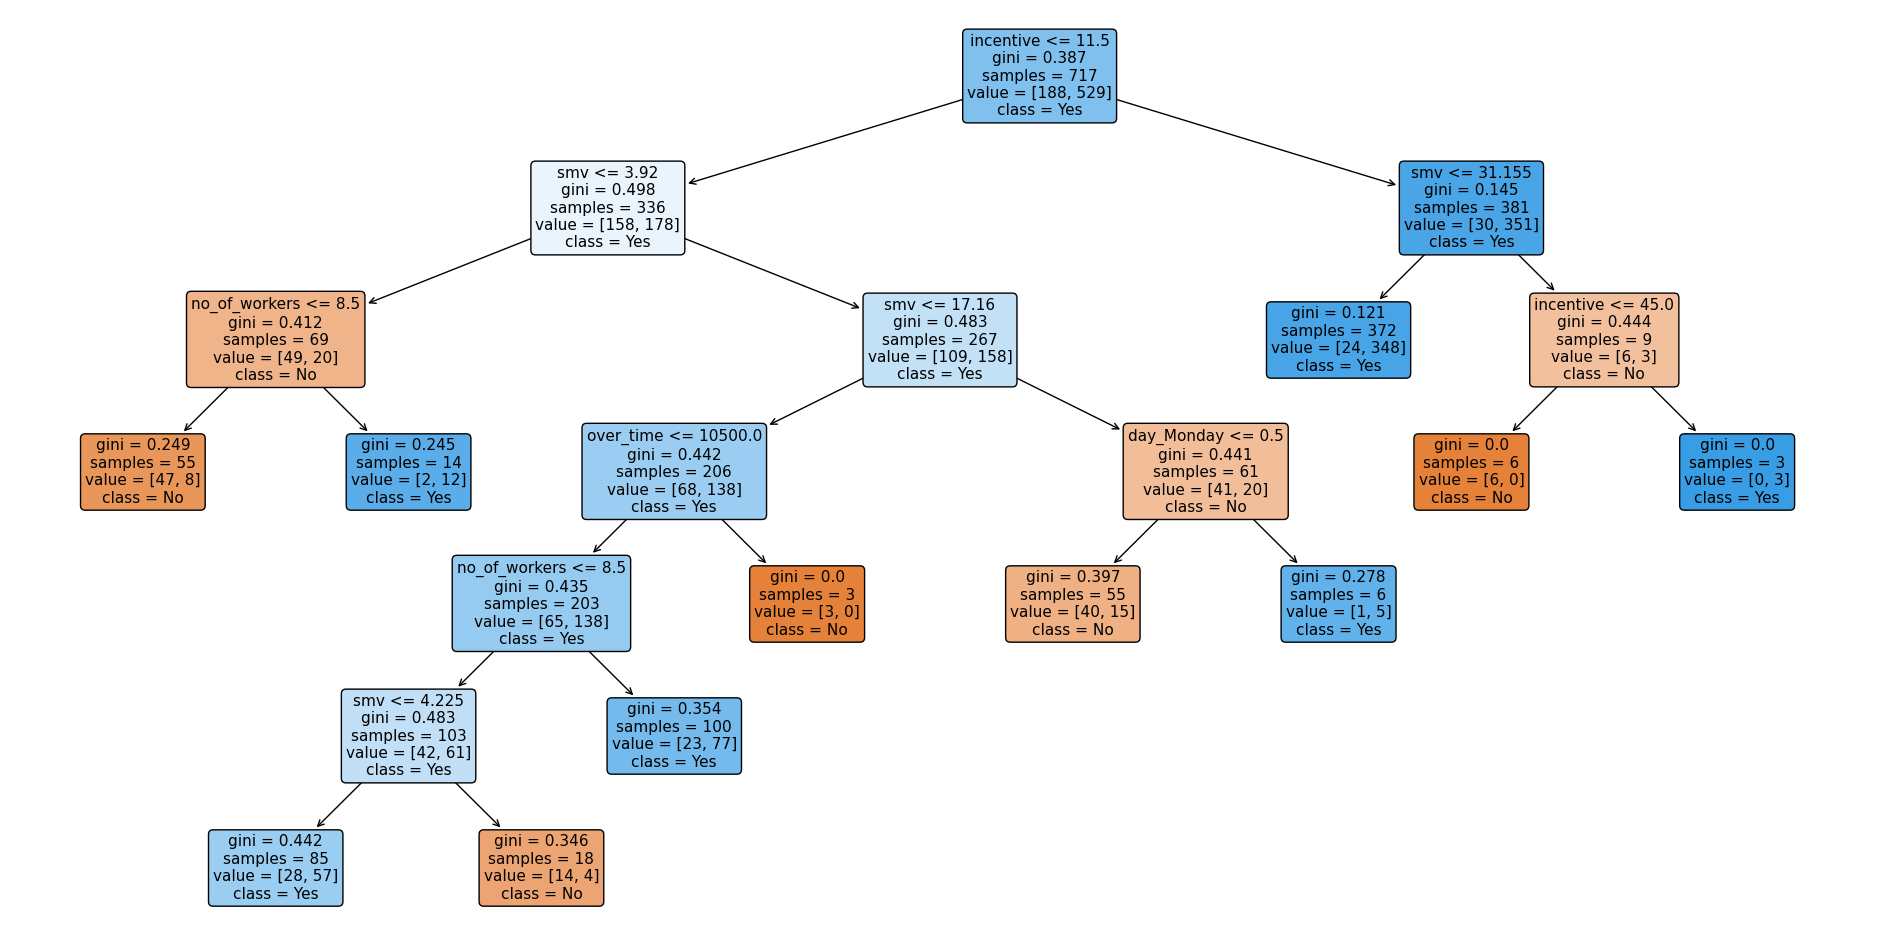 incentive <= 11.5
gini = 0.387
samples = 717
value = [188, 529]
class = Yes
smv <= 3.92
gini = 0.498
samples = 336
value = [158, 178]
class = Yes
smv <= 31.155
gini = 0.145
samples = 381
value = [30, 351]
class = Yes
no_of_workers <= 8.5
gini = 0.412
samples = 69
value = [49, 20]
class = No
smv <= 17.16
gini = 0.483
samples = 267
value = [109, 158]
class = Yes
gini = 0.121
samples = 372
value = [24, 348]
class = Yes
incentive <= 45.0
gini = 0.444
samples = 9
value = [6, 3]
class = No
gini = 0.249
samples = 55
value = [47, 8]
class = No
gini = 0.245
samples = 14
value = [2, 12]
class = Yes
over_time <= 10500.0
gini = 0.442
samples = 206
value = [68, 138]
class = Yes
day_Monday <= 0.5
gini = 0.441
samples = 61
value = [41, 20]
class = No
gini = 0.0
samples = 6
value = [6, 0]
class = No
gini = 0.0
samples = 3
value = [0, 3]
class = Yes
no_of_workers <= 8.5
gini = 0.435
samples = 203
value = [65, 138]
class = Yes
gini = 0.0
samples = 3
value = [3, 0]
class = No
gini = 0.397
samples = 55
value = [40, 15]
class = No
gini = 0.278
samples = 6
value = [1, 5]
class = Yes
smv <= 4.225
gini = 0.483
samples = 103
value = [42, 61]
class = Yes
gini = 0.354
samples = 100
value = [23, 77]
class = Yes
gini = 0.442
samples = 85
value = [28, 57]
class = Yes
gini = 0.346
samples = 18
value = [14, 4]
class = No